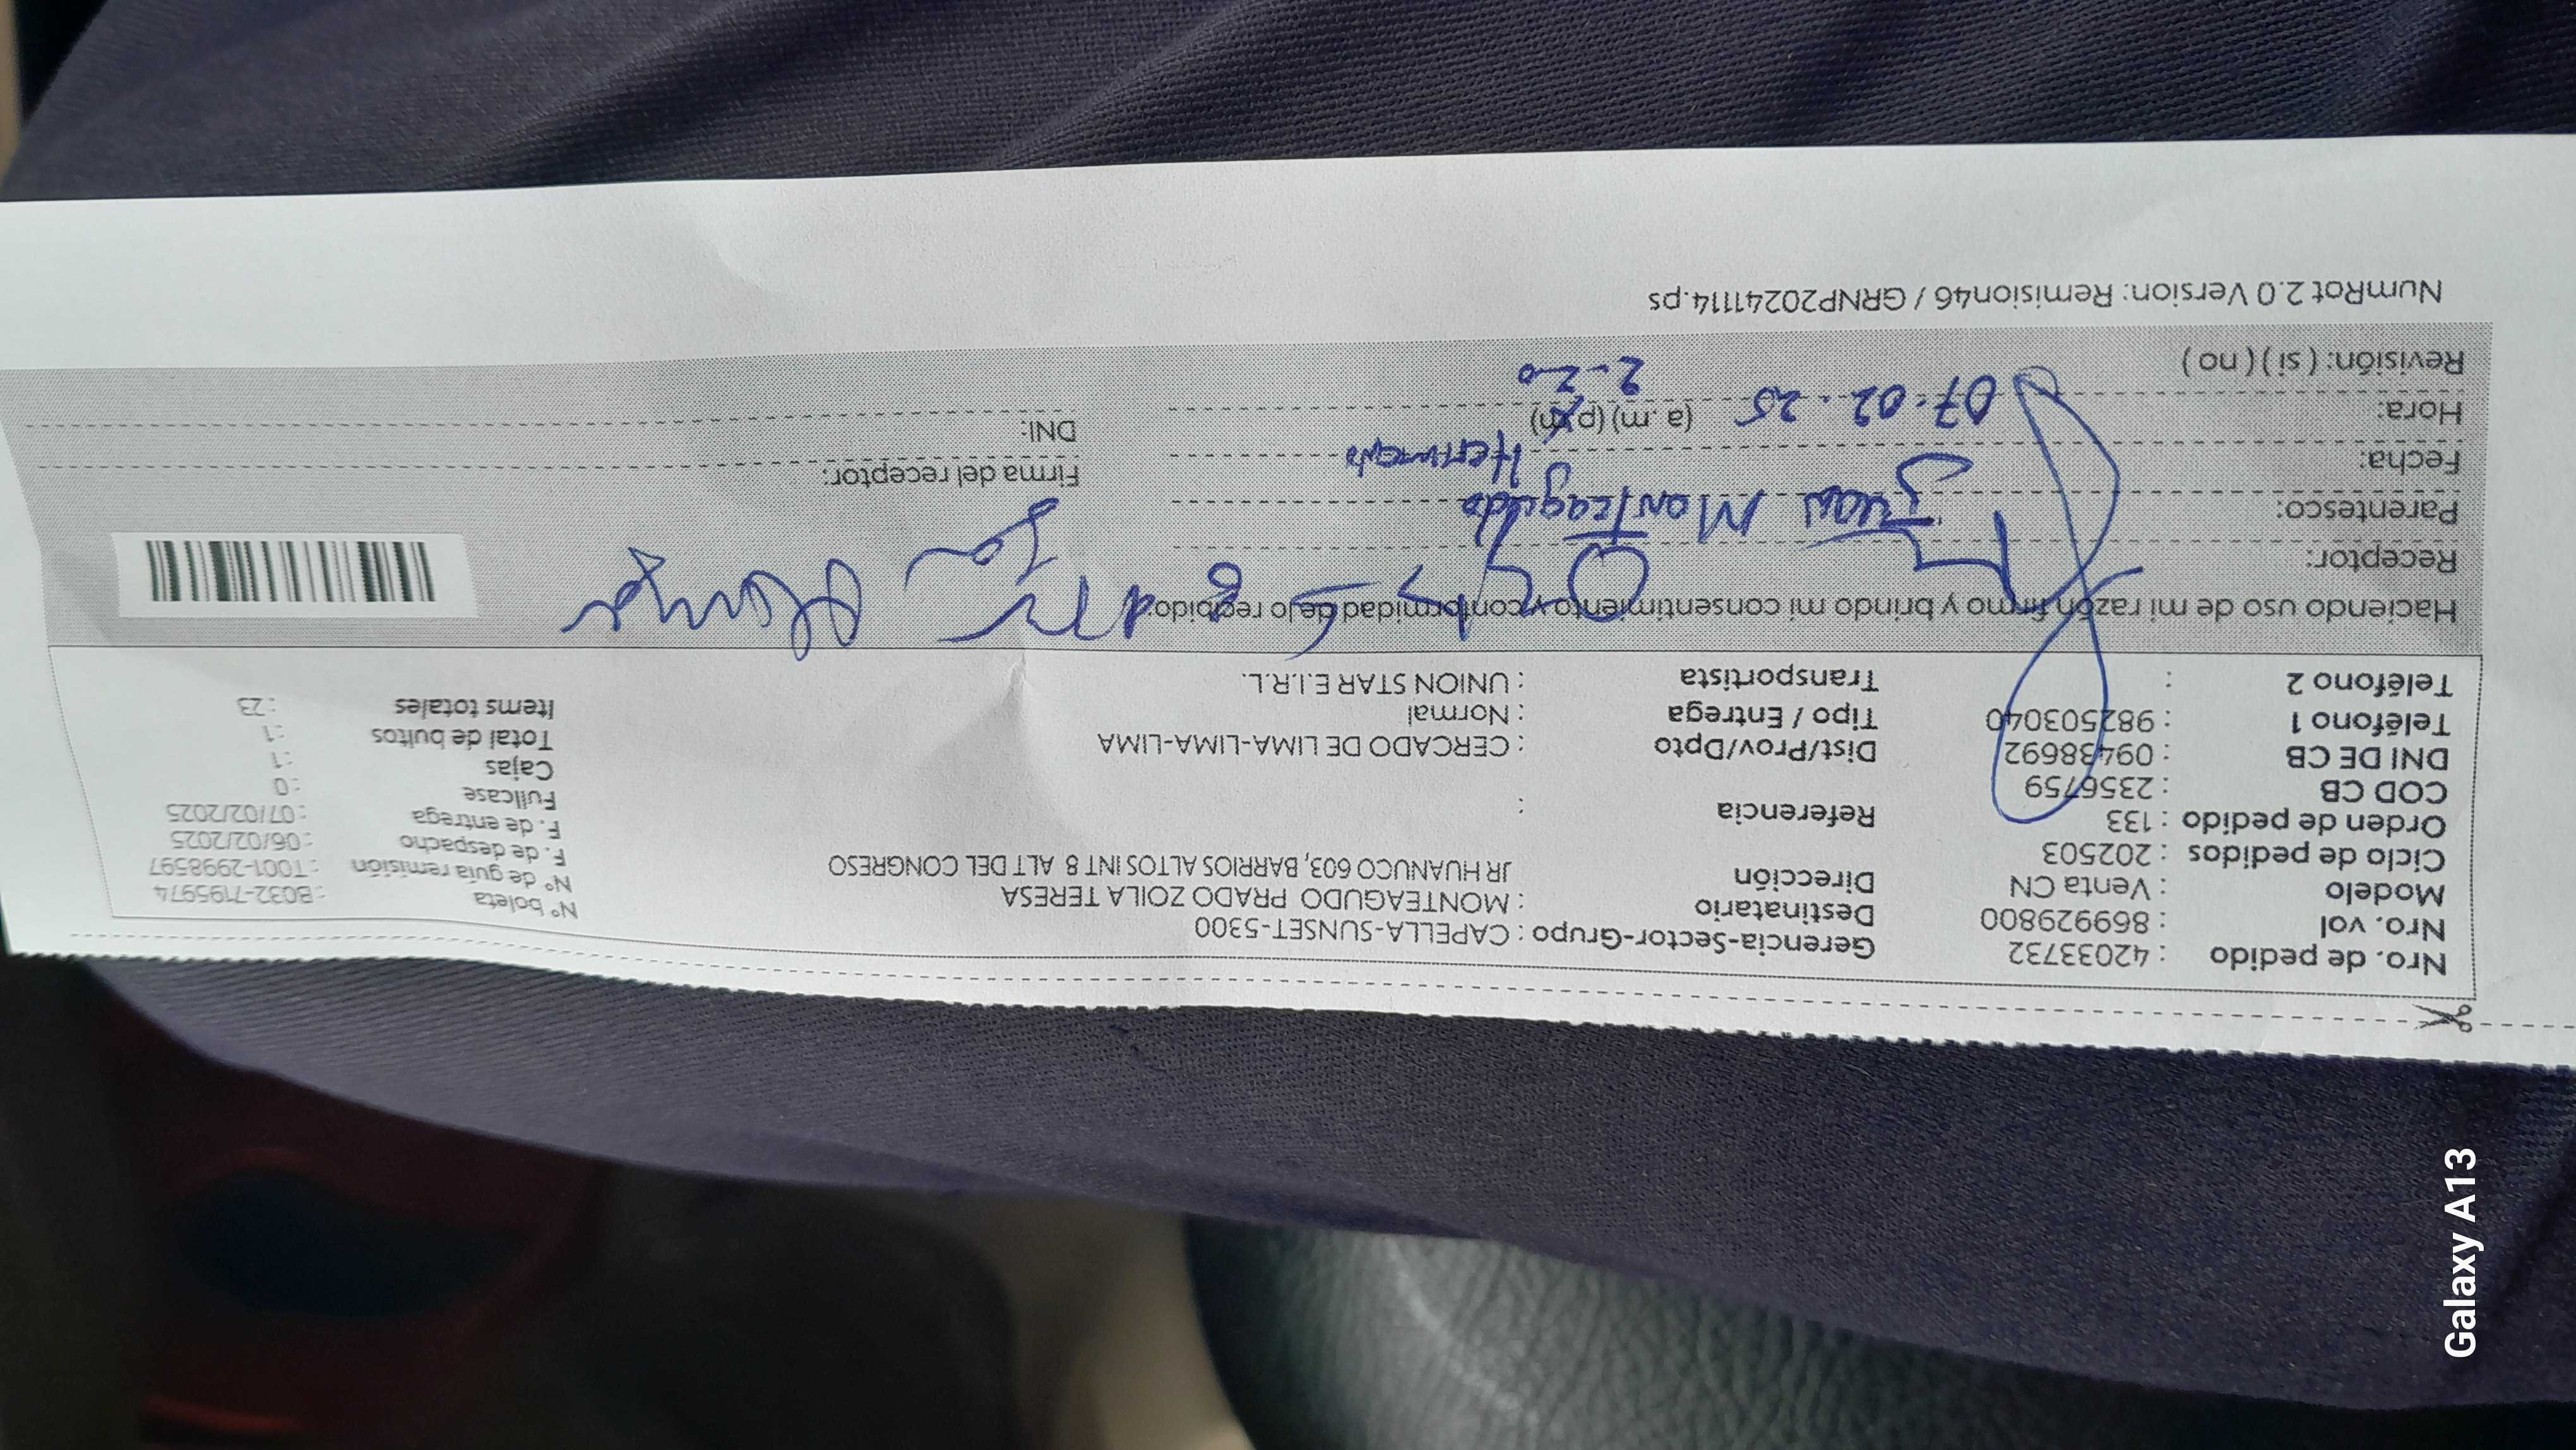 Nro. de pedido : 42033732
Nro. vol : 869929800
Modelo : Venta CN
Ciclo de pedidos : 202503
Orden de pedido : 133
COD CB : 2356759
DNI DE CB : 09438692
Teléfono 1 : 982503040
Teléfono 2 :
Gerencia-Sector-Grupo : CAPELLA-SUNSET-5300
Destinatario : MONTEAGUDO PRADO ZOILA TERESA
Dirección JR HUANUCO 603, BARRIOS ALTOS INT 8 ALT DEL CONGRESO
Referencia :
Dist/Prov/Dpto : CERCADO DE LIMA-LIMA-LIMA
Tipo / Entrega : Normal
Transportista : UNION STAR E.I.R.L.
N° boleta : B032-7195974
N° de guía remisión : T001-2998597
F. de despacho : 06/02/2025
F. de entrega : 07/02/2025
Fullcase : 0
Cajas : 1
Total de bultos : 1
Items totales : 23
Haciendo uso de mi razón firmo y brindo mi consentimiento y conformidad de lo recibido:
Receptor: Juan Monteagudo
Parentesco: Hermano
Fecha: 07.02.25
Hora: (a. m) (p. m) 2.20
Revisión: ( si ) ( no )
Firma del receptor:
DNI:
NumRot 2.0 Version: Remision46 / GRNP20241114.ps
Galaxy A13